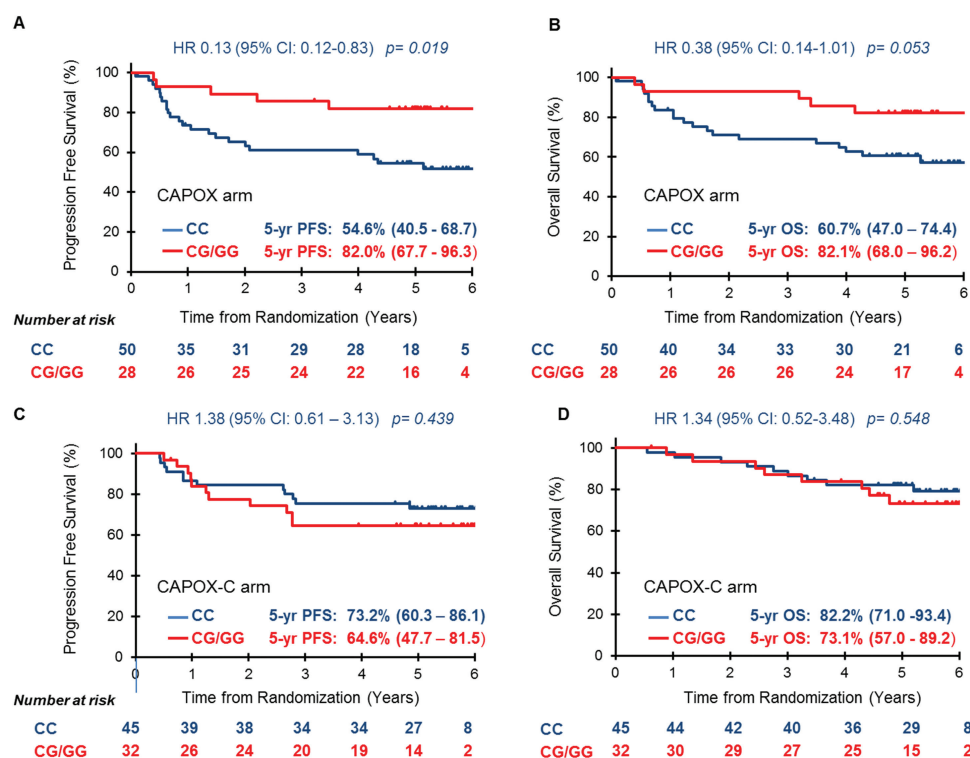 A
HR 0.13 (95% CI: 0.12-0.83) p= 0.019
Progression Free Survival (%)
100
80
60
40
20
0
CAPOX arm
CC 5-yr PFS: 54.6% (40.5 - 68.7)
CG/GG 5-yr PFS: 82.0% (67.7 - 96.3)
0 1 2 3 4 5 6
Number at risk Time from Randomization (Years)
CC 50 35 31 29 28 18 5
CG/GG 28 26 25 24 22 16 4
B
HR 0.38 (95% CI: 0.14-1.01) p= 0.053
Overall Survival (%)
100
80
60
40
20
0
CAPOX arm
CC 5-yr OS: 60.7% (47.0 – 74.4)
CG/GG 5-yr OS: 82.1% (68.0 – 96.2)
0 1 2 3 4 5 6
Time from Randomization (Years)
CC 50 40 34 33 30 21 6
CG/GG 28 26 26 26 24 17 4
C
HR 1.38 (95% CI: 0.61 – 3.13) p= 0.439
Progression Free Survival (%)
100
80
60
40
20
0
CAPOX-C arm
CC 5-yr PFS: 73.2% (60.3 – 86.1)
CG/GG 5-yr PFS: 64.6% (47.7 – 81.5)
0 1 2 3 4 5 6
Number at risk Time from Randomization (Years)
CC 45 39 38 34 34 27 8
CG/GG 32 26 24 20 19 14 2
D
HR 1.34 (95% CI: 0.52-3.48) p= 0.548
Overall Survival (%)
100
80
60
40
20
0
CAPOX-C arm
CC 5-yr OS: 82.2% (71.0 -93.4)
CG/GG 5-yr OS: 73.1% (57.0 - 89.2)
0 1 2 3 4 5 6
Time from Randomization (Years)
CC 45 44 42 40 36 29 8
CG/GG 32 30 29 27 25 15 2